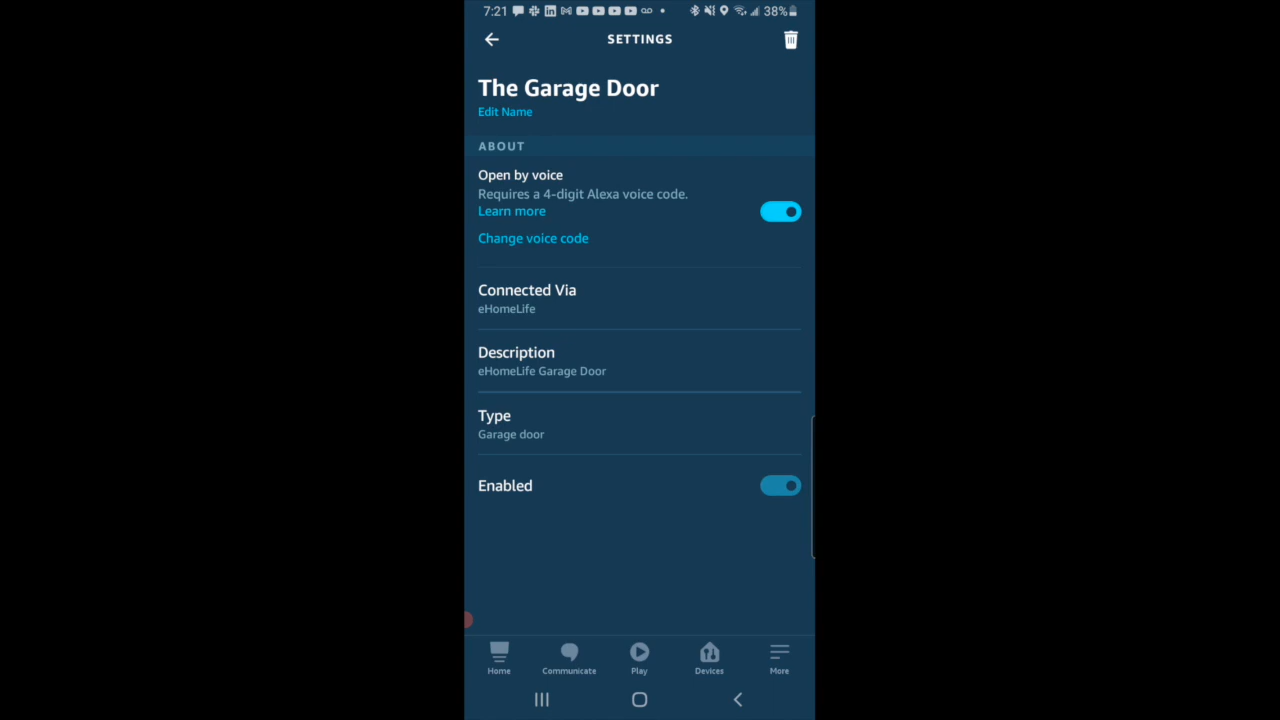 7:21 38%
SETTINGS
The Garage Door
Edit Name
ABOUT
Open by voice
Requires a 4-digit Alexa voice code.
Learn more
Change voice code
Connected Via
eHomeLife
Description
eHomeLife Garage Door
Type
Garage door
Enabled
Home Communicate Play Devices More